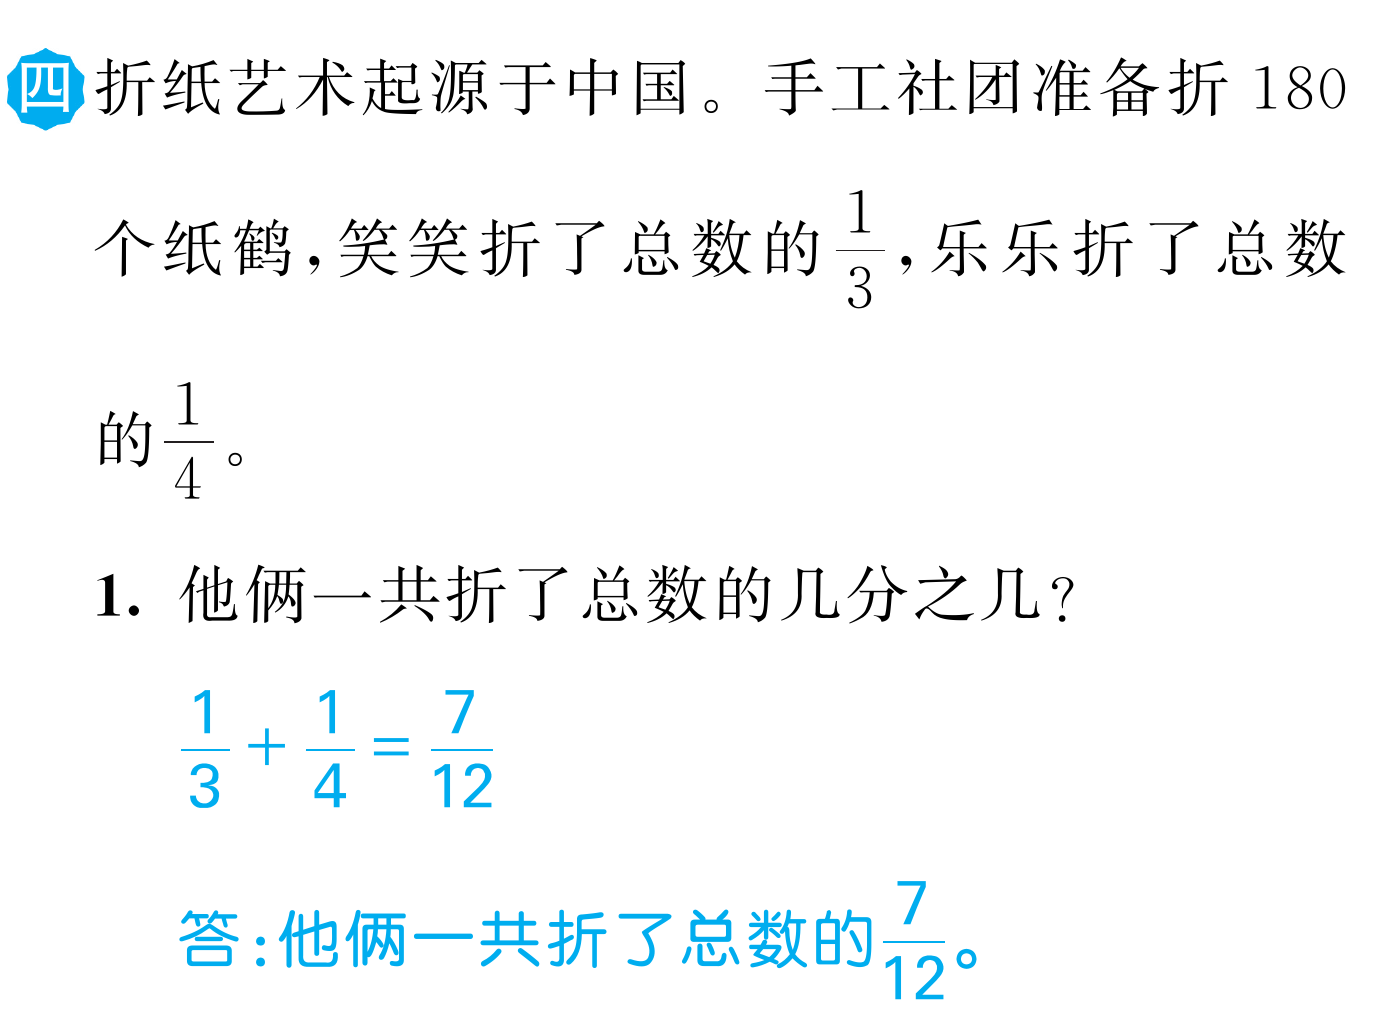 四 折纸艺术起源于中国。手工社团准备折 180
个纸鹤,笑笑折了总数的 1/3 ,乐乐折了总数
的 1/4 。
1. 他俩一共折了总数的几分之几?
1/3 + 1/4 = 7/12
答:他俩一共折了总数的 7/12 。